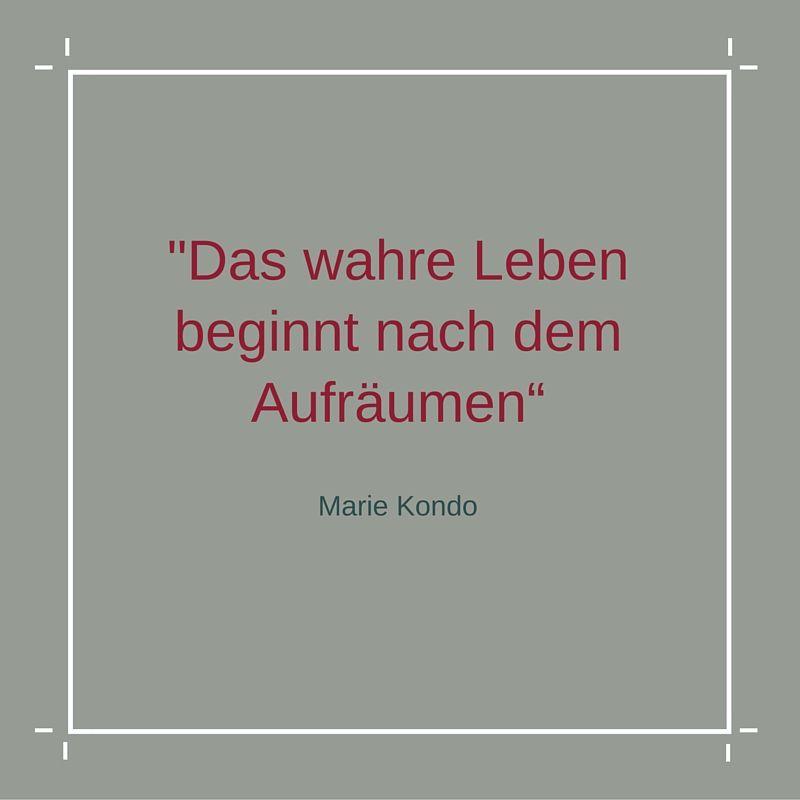 "Das wahre Leben
beginnt nach dem
Aufräumen“
Marie Kondo